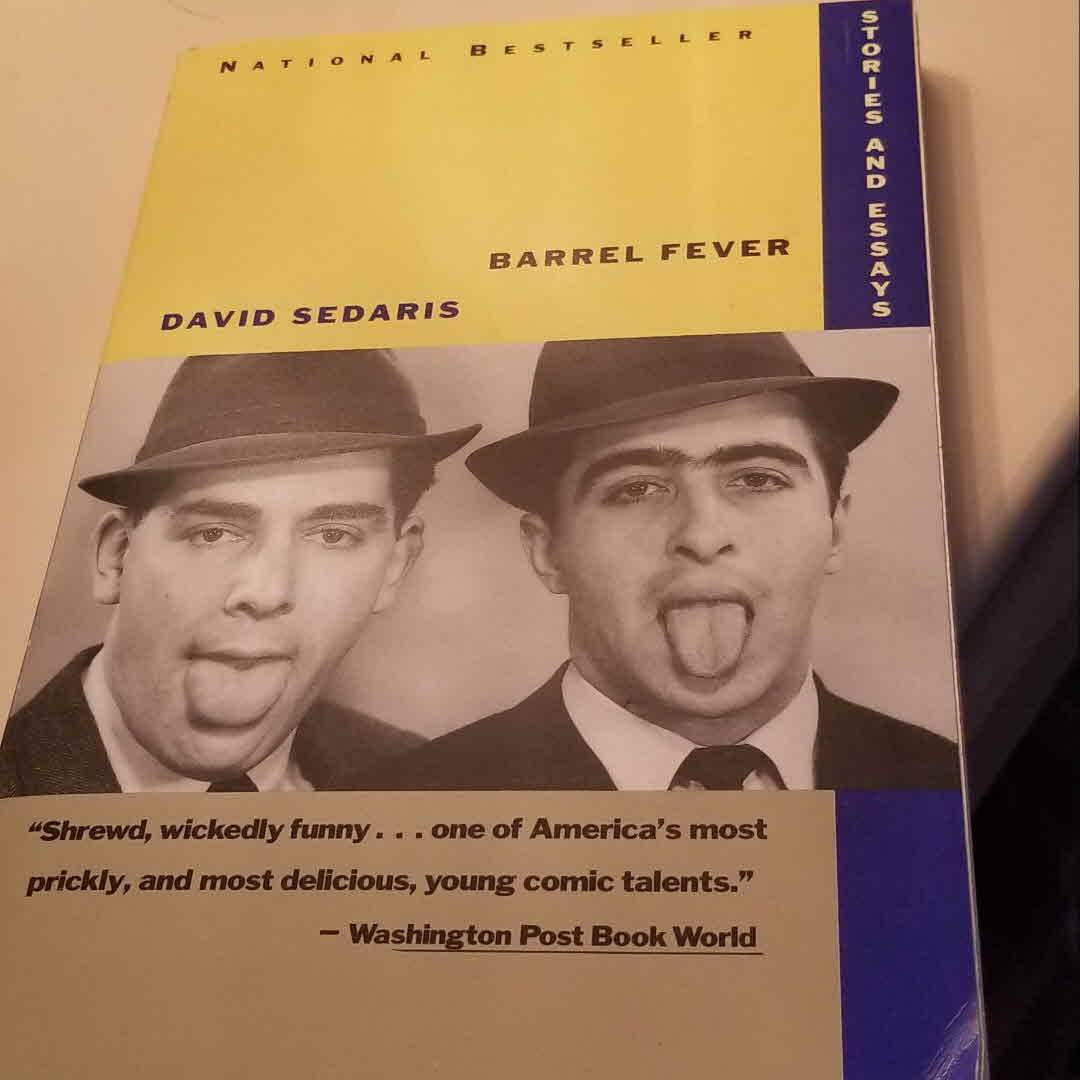 NATIONAL BESTSELLER
STORIES AND ESSAYS
BARREL FEVER
DAVID SEDARIS
“Shrewd, wickedly funny . . . one of America’s most
prickly, and most delicious, young comic talents.”
– Washington Post Book World